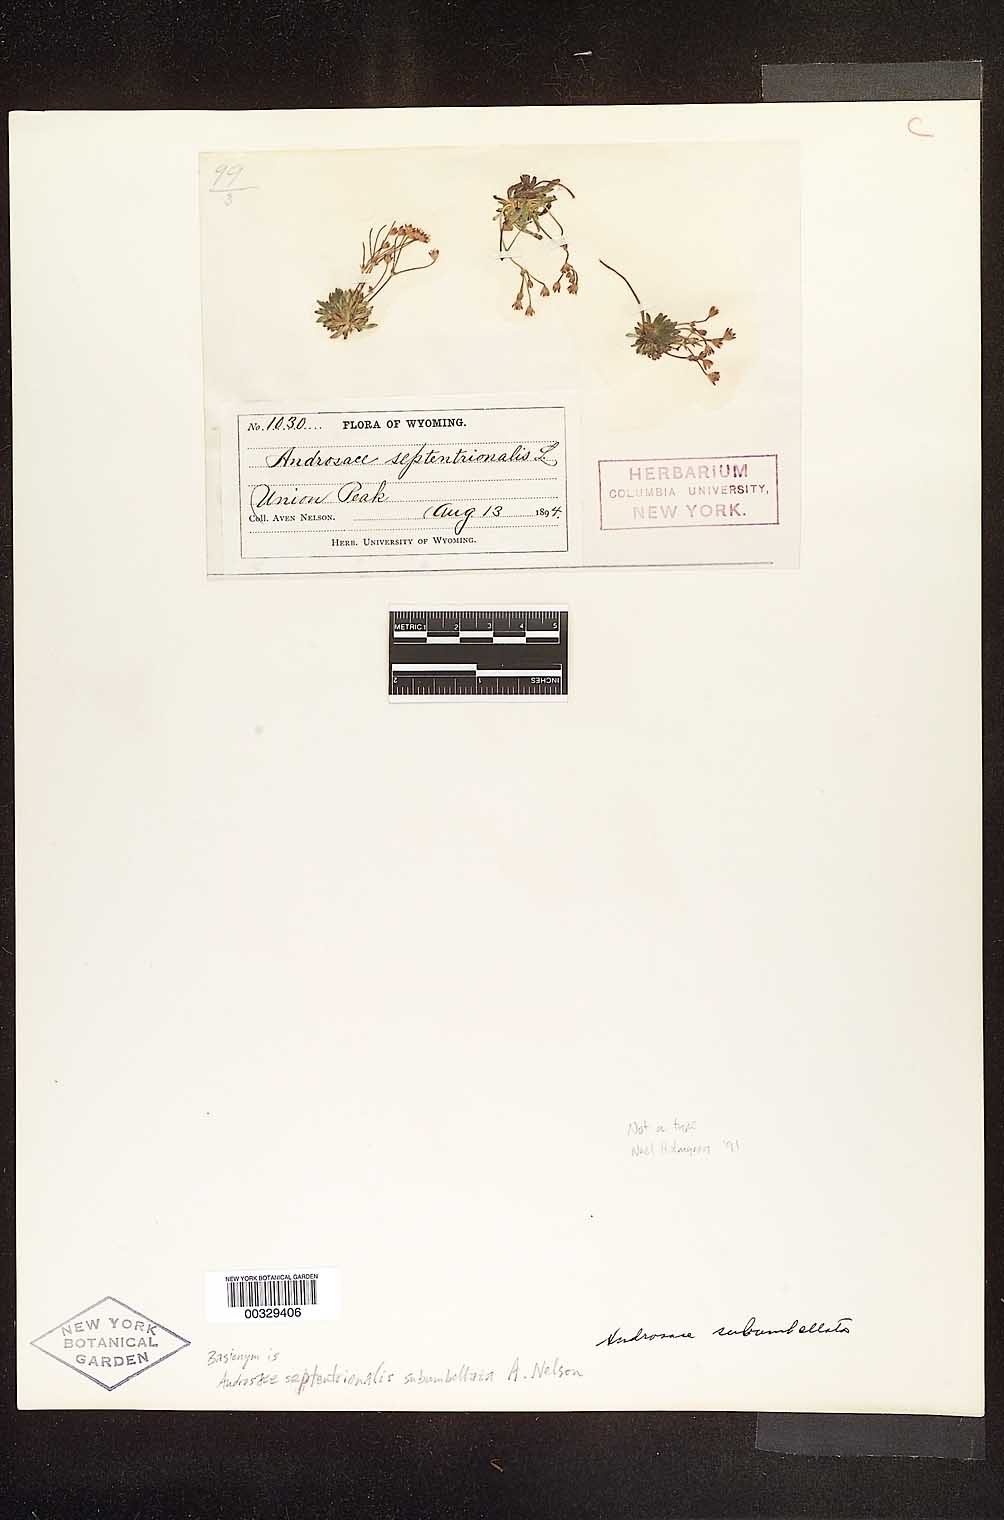 C
99
3
No. 1030.... FLORA OF WYOMING.
Androsace septentrionalis L.
Union Peak
Coll. AVEN NELSON. Aug 13 1894.
HERB. UNIVERSITY OF WYOMING.
HERBARIUM
COLUMBIA UNIVERSITY,
NEW YORK.
METRIC 1 2 3 4 5
2 1 INCHES
Not a type
Noel Holmgren '91
NEW YORK BOTANICAL GARDEN
00329406
NEW YORK
BOTANICAL
GARDEN
Androsace subumbellata
Basionym is
Androsace septentrionalis subumbellata A. Nelson